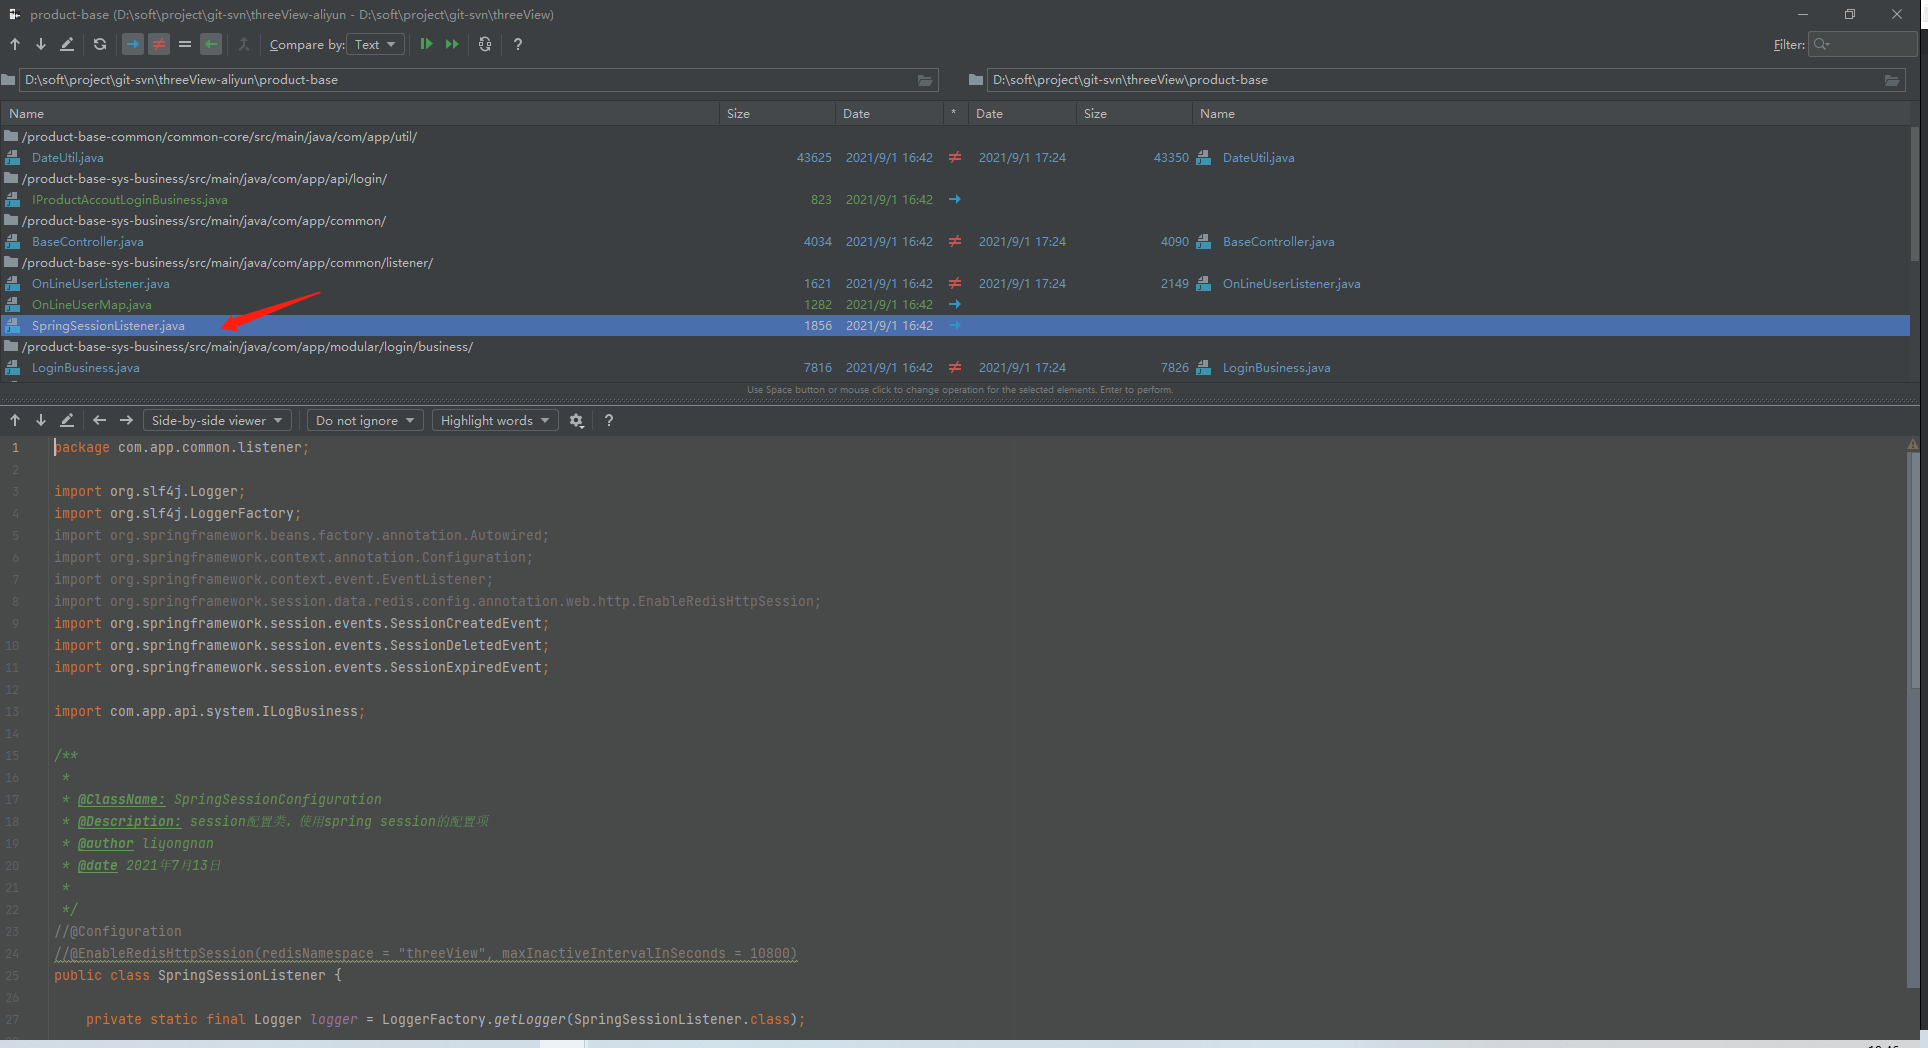 product-base (D:\soft\project\git-svn\threeView-aliyun - D:\soft\project\git-svn\threeView)
Compare by: Text ? Filter:
D:\soft\project\git-svn\threeView-aliyun\product-base D:\soft\project\git-svn\threeView\product-base
Name Size Date * Date Size Name
/product-base-common/common-core/src/main/java/com/app/util/
DateUtil.java 43625 2021/9/1 16:42 ≠ 2021/9/1 17:24 43350 DateUtil.java
/product-base-sys-business/src/main/java/com/app/api/login/
IProductAccoutLoginBusiness.java 823 2021/9/1 16:42 →
/product-base-sys-business/src/main/java/com/app/common/
BaseController.java 4034 2021/9/1 16:42 ≠ 2021/9/1 17:24 4090 BaseController.java
/product-base-sys-business/src/main/java/com/app/common/listener/
OnLineUserListener.java 1621 2021/9/1 16:42 ≠ 2021/9/1 17:24 2149 OnLineUserListener.java
OnLineUserMap.java 1282 2021/9/1 16:42 →
SpringSessionListener.java 1856 2021/9/1 16:42 →
/product-base-sys-business/src/main/java/com/app/modular/login/business/
LoginBusiness.java 7816 2021/9/1 16:42 ≠ 2021/9/1 17:24 7826 LoginBusiness.java
Use Space button or mouse click to change operation for the selected elements. Enter to perform.
Side-by-side viewer Do not ignore Highlight words ?
1 package com.app.common.listener;
2
3 import org.slf4j.Logger;
4 import org.slf4j.LoggerFactory;
5 import org.springframework.beans.factory.annotation.Autowired;
6 import org.springframework.context.annotation.Configuration;
7 import org.springframework.context.event.EventListener;
8 import org.springframework.session.data.redis.config.annotation.web.http.EnableRedisHttpSession;
9 import org.springframework.session.events.SessionCreatedEvent;
10 import org.springframework.session.events.SessionDeletedEvent;
11 import org.springframework.session.events.SessionExpiredEvent;
12
13 import com.app.api.system.ILogBusiness;
14
15 /**
16 *
17 * @ClassName: SpringSessionConfiguration
18 * @Description: session配置类，使用spring session的配置项
19 * @author liyongnan
20 * @date 2021年7月13日
21 *
22 */
23 //@Configuration
24 //@EnableRedisHttpSession(redisNamespace = "threeView", maxInactiveIntervalInSeconds = 10800)
25 public class SpringSessionListener {
26
27 private static final Logger logger = LoggerFactory.getLogger(SpringSessionListener.class);